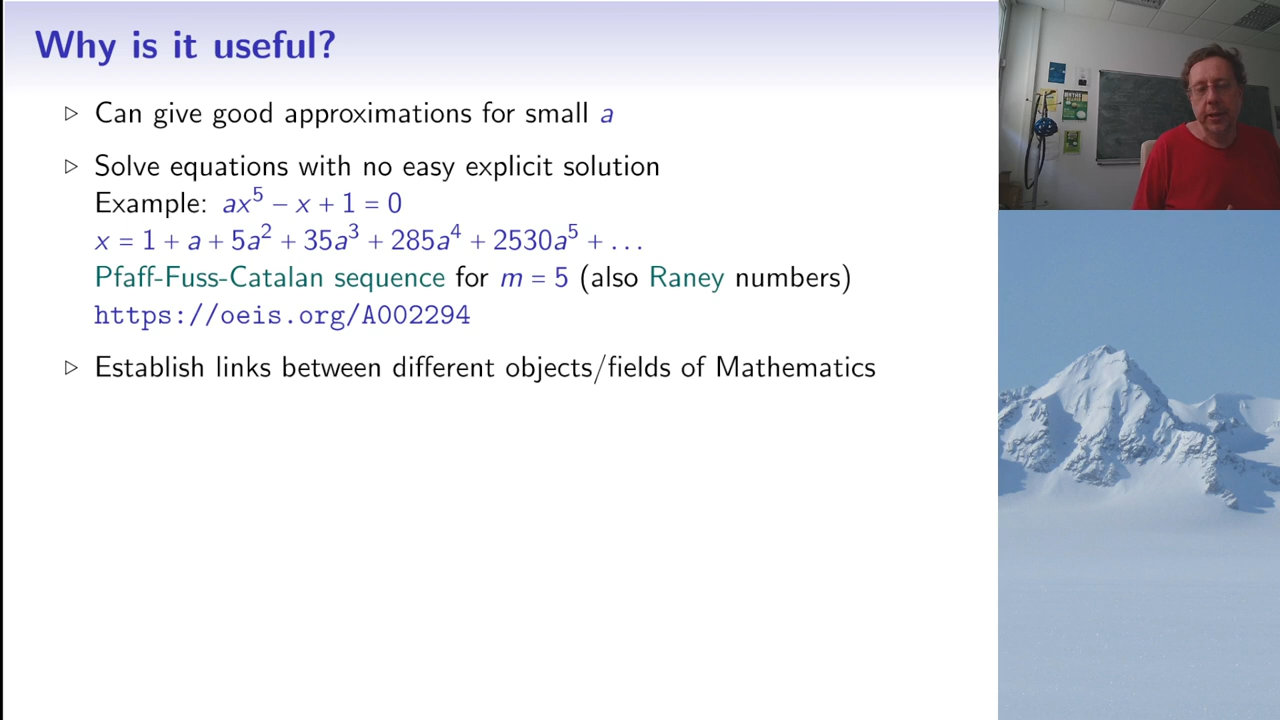 Why is it useful?
▷ Can give good approximations for small a
▷ Solve equations with no easy explicit solution
Example: ax⁵ − x + 1 = 0
x = 1 + a + 5a² + 35a³ + 285a⁴ + 2530a⁵ + ...
Pfaff-Fuss-Catalan sequence for m = 5 (also Raney numbers)
https://oeis.org/A002294
▷ Establish links between different objects/fields of Mathematics